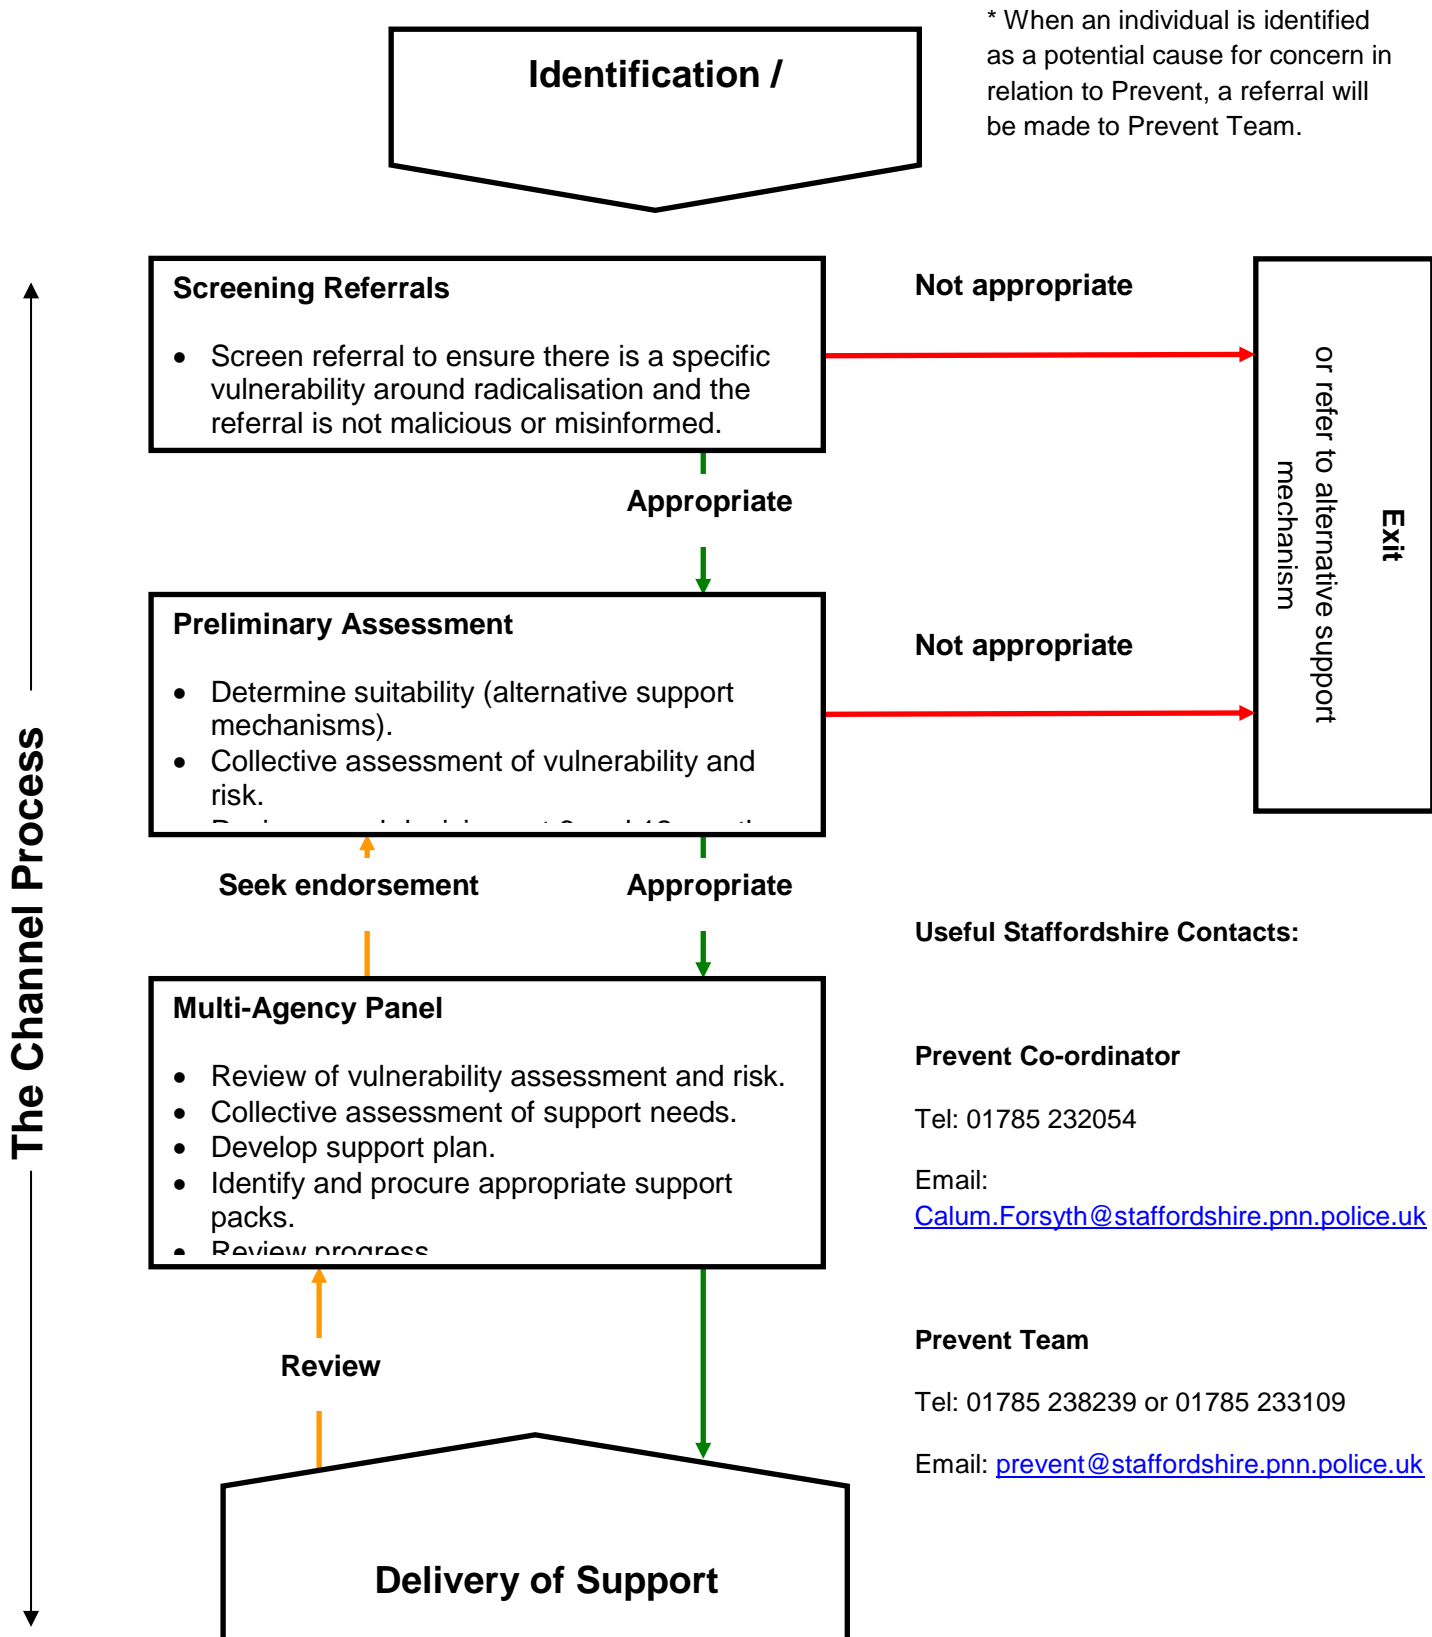 * When an individual is identified
as a potential cause for concern in
relation to Prevent, a referral will
be made to Prevent Team.
Identification /
The Channel Process
Screening Referrals
• Screen referral to ensure there is a specific
vulnerability around radicalisation and the
referral is not malicious or misinformed.
Not appropriate
Exit
or refer to alternative support
mechanism
Appropriate
Preliminary Assessment
• Determine suitability (alternative support
mechanisms).
• Collective assessment of vulnerability and
risk.
Not appropriate
Seek endorsement
Appropriate
Multi-Agency Panel
• Review of vulnerability assessment and risk.
• Collective assessment of support needs.
• Develop support plan.
• Identify and procure appropriate support
packs.
• Review progress
Review
Delivery of Support
Useful Staffordshire Contacts:
Prevent Co-ordinator
Tel: 01785 232054
Email:
Calum.Forsyth@staffordshire.pnn.police.uk
Prevent Team
Tel: 01785 238239 or 01785 233109
Email: prevent@staffordshire.pnn.police.uk